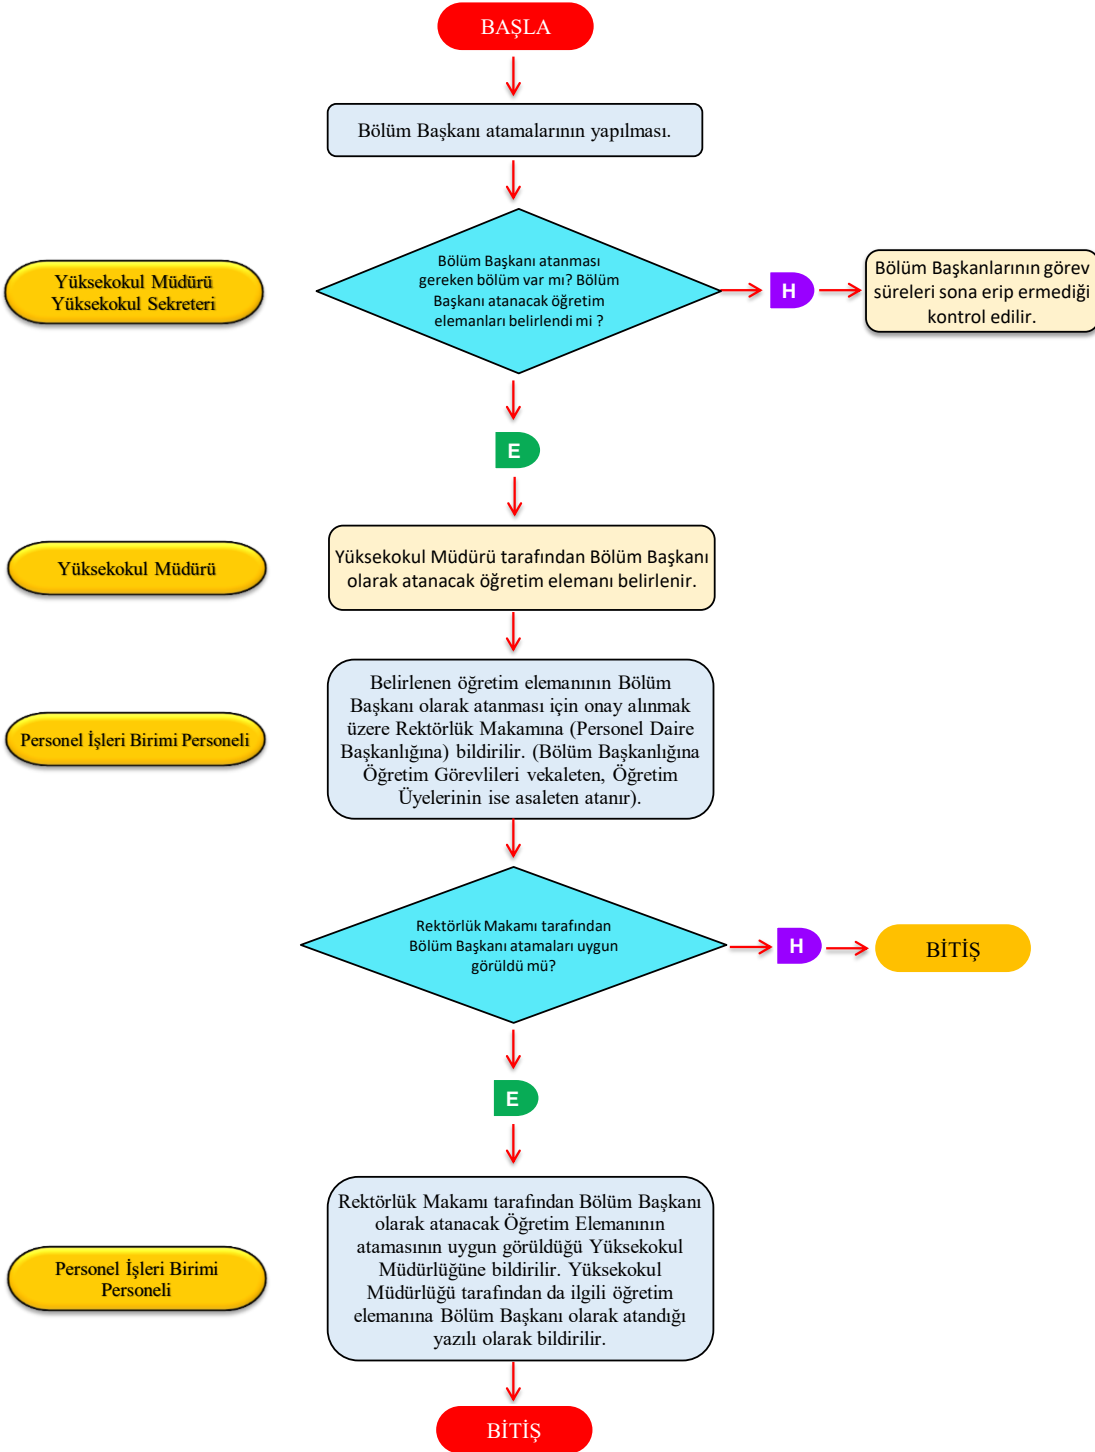 BAŞLA
Bölüm Başkanı atamalarının yapılması.
Yüksekokul Müdürü
Yüksekokul Sekreteri
Bölüm Başkanı atanması
gereken bölüm var mı? Bölüm
Başkanı atanacak öğretim
elemanları belirlendi mi ?
H
Bölüm Başkanlarının görev
süreleri sona erip ermediği
kontrol edilir.
E
Yüksekokul Müdürü
Yüksekokul Müdürü tarafından Bölüm Başkanı
olarak atanacak öğretim elemanı belirlenir.
Personel İşleri Birimi Personeli
Belirlenen öğretim elemanının Bölüm
Başkanı olarak atanması için onay alınmak
üzere Rektörlük Makamına (Personel Daire
Başkanlığına) bildirilir. (Bölüm Başkanlığına
Öğretim Görevlileri vekaleten, Öğretim
Üyelerinin ise asaleten atanır).
Rektörlük Makamı tarafından
Bölüm Başkanı atamaları uygun
görüldü mü?
H
BİTİŞ
E
Personel İşleri Birimi
Personeli
Rektörlük Makamı tarafından Bölüm Başkanı
olarak atanacak Öğretim Elemanının
atamasının uygun görüldüğü Yüksekokul
Müdürlüğüne bildirilir. Yüksekokul
Müdürlüğü tarafından da ilgili öğretim
elemanına Bölüm Başkanı olarak atandığı
yazılı olarak bildirilir.
BİTİŞ